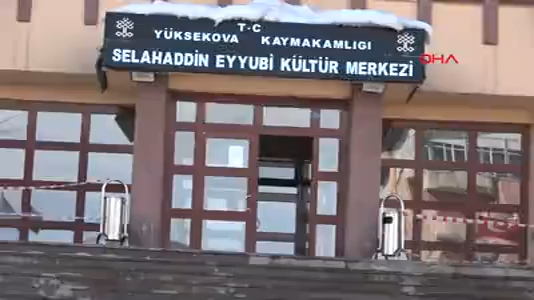 T-C
YÜKSEKOVA KAYMAKAMLIGI
SELAHADDİN EYYUBİ KÜLTÜR MERKEZİ
DHA